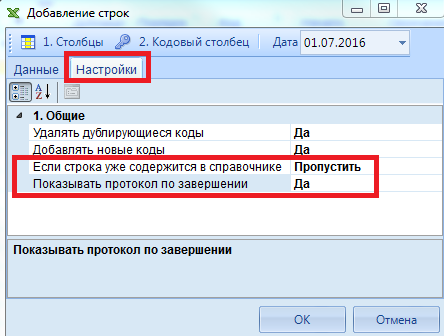 Добавление строк
1. Столбцы 2. Кодовый столбец Дата 01.07.2016
Данные Настройки
1. Общие
Удалять дублирующиеся коды Да
Добавлять новые коды Да
Если строка уже содержится в справочнике Пропустить
Показывать протокол по завершении Да
Показывать протокол по завершении
ОК Отмена